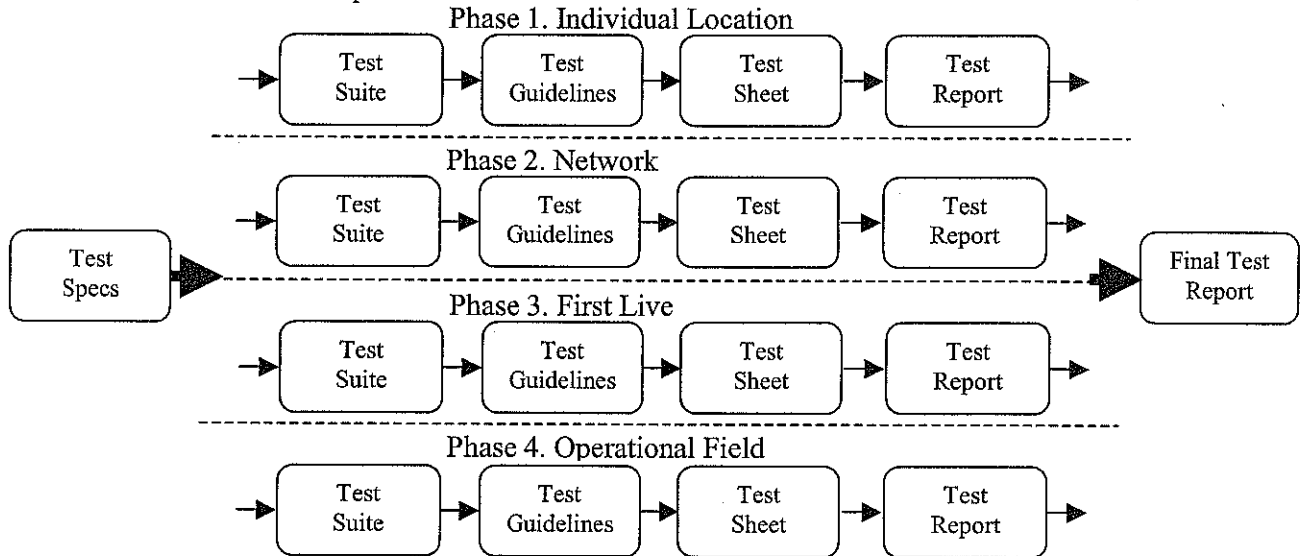 Phase 1. Individual Location
Test
Suite
Test
Guidelines
Test
Sheet
Test
Report
Phase 2. Network
Test
Suite
Test
Guidelines
Test
Sheet
Test
Report
Test
Specs
Final Test
Report
Phase 3. First Live
Test
Suite
Test
Guidelines
Test
Sheet
Test
Report
Phase 4. Operational Field
Test
Suite
Test
Guidelines
Test
Sheet
Test
Report